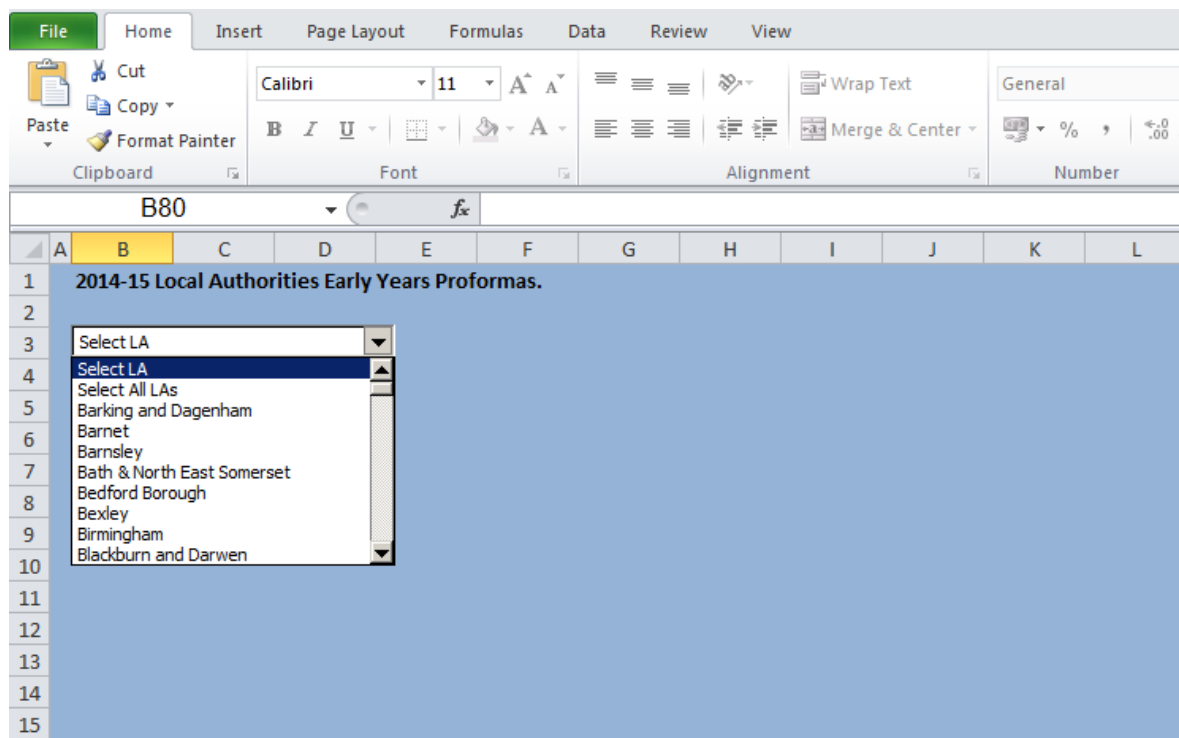 File Home Insert Page Layout Formulas Data Review View
Cut
Calibri 11 A A Wrap Text General
Copy
Paste
B I U A Merge & Center % , .0 .00
Format Painter
Clipboard Font Alignment Number
B80 fx
A B C D E F G H I J K L
1 2014-15 Local Authorities Early Years Proformas.
2
3 Select LA
Select LA
4
Select All LAs
5 Barking and Dagenham
6 Barnet
Barnsley
7 Bath & North East Somerset
Bedford Borough
8
Bexley
9 Birmingham
Blackburn and Darwen
10
11
12
13
14
15